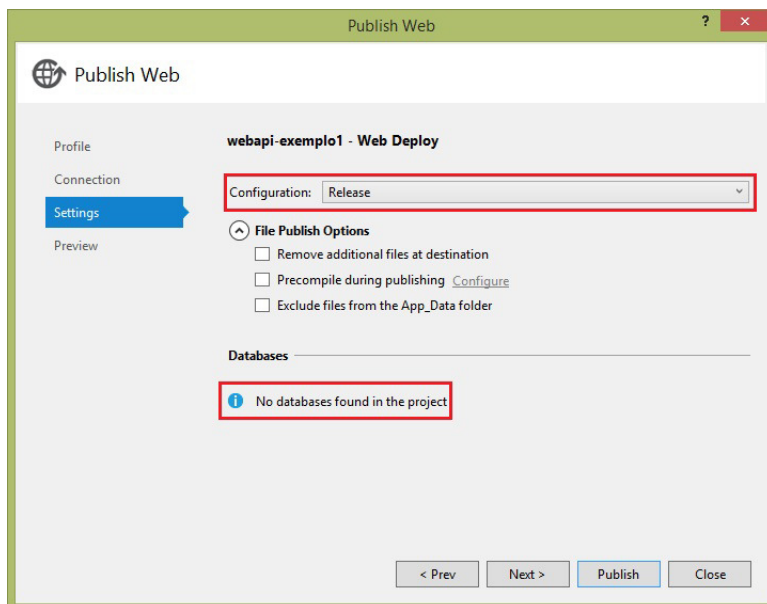 Publish Web
?
Publish Web
Profile
Connection
Settings
Preview
webapi-exemplo1 - Web Deploy
Configuration: Release
File Publish Options
Remove additional files at destination
Precompile during publishing Configure
Exclude files from the App_Data folder
Databases
No databases found in the project
< Prev Next > Publish Close